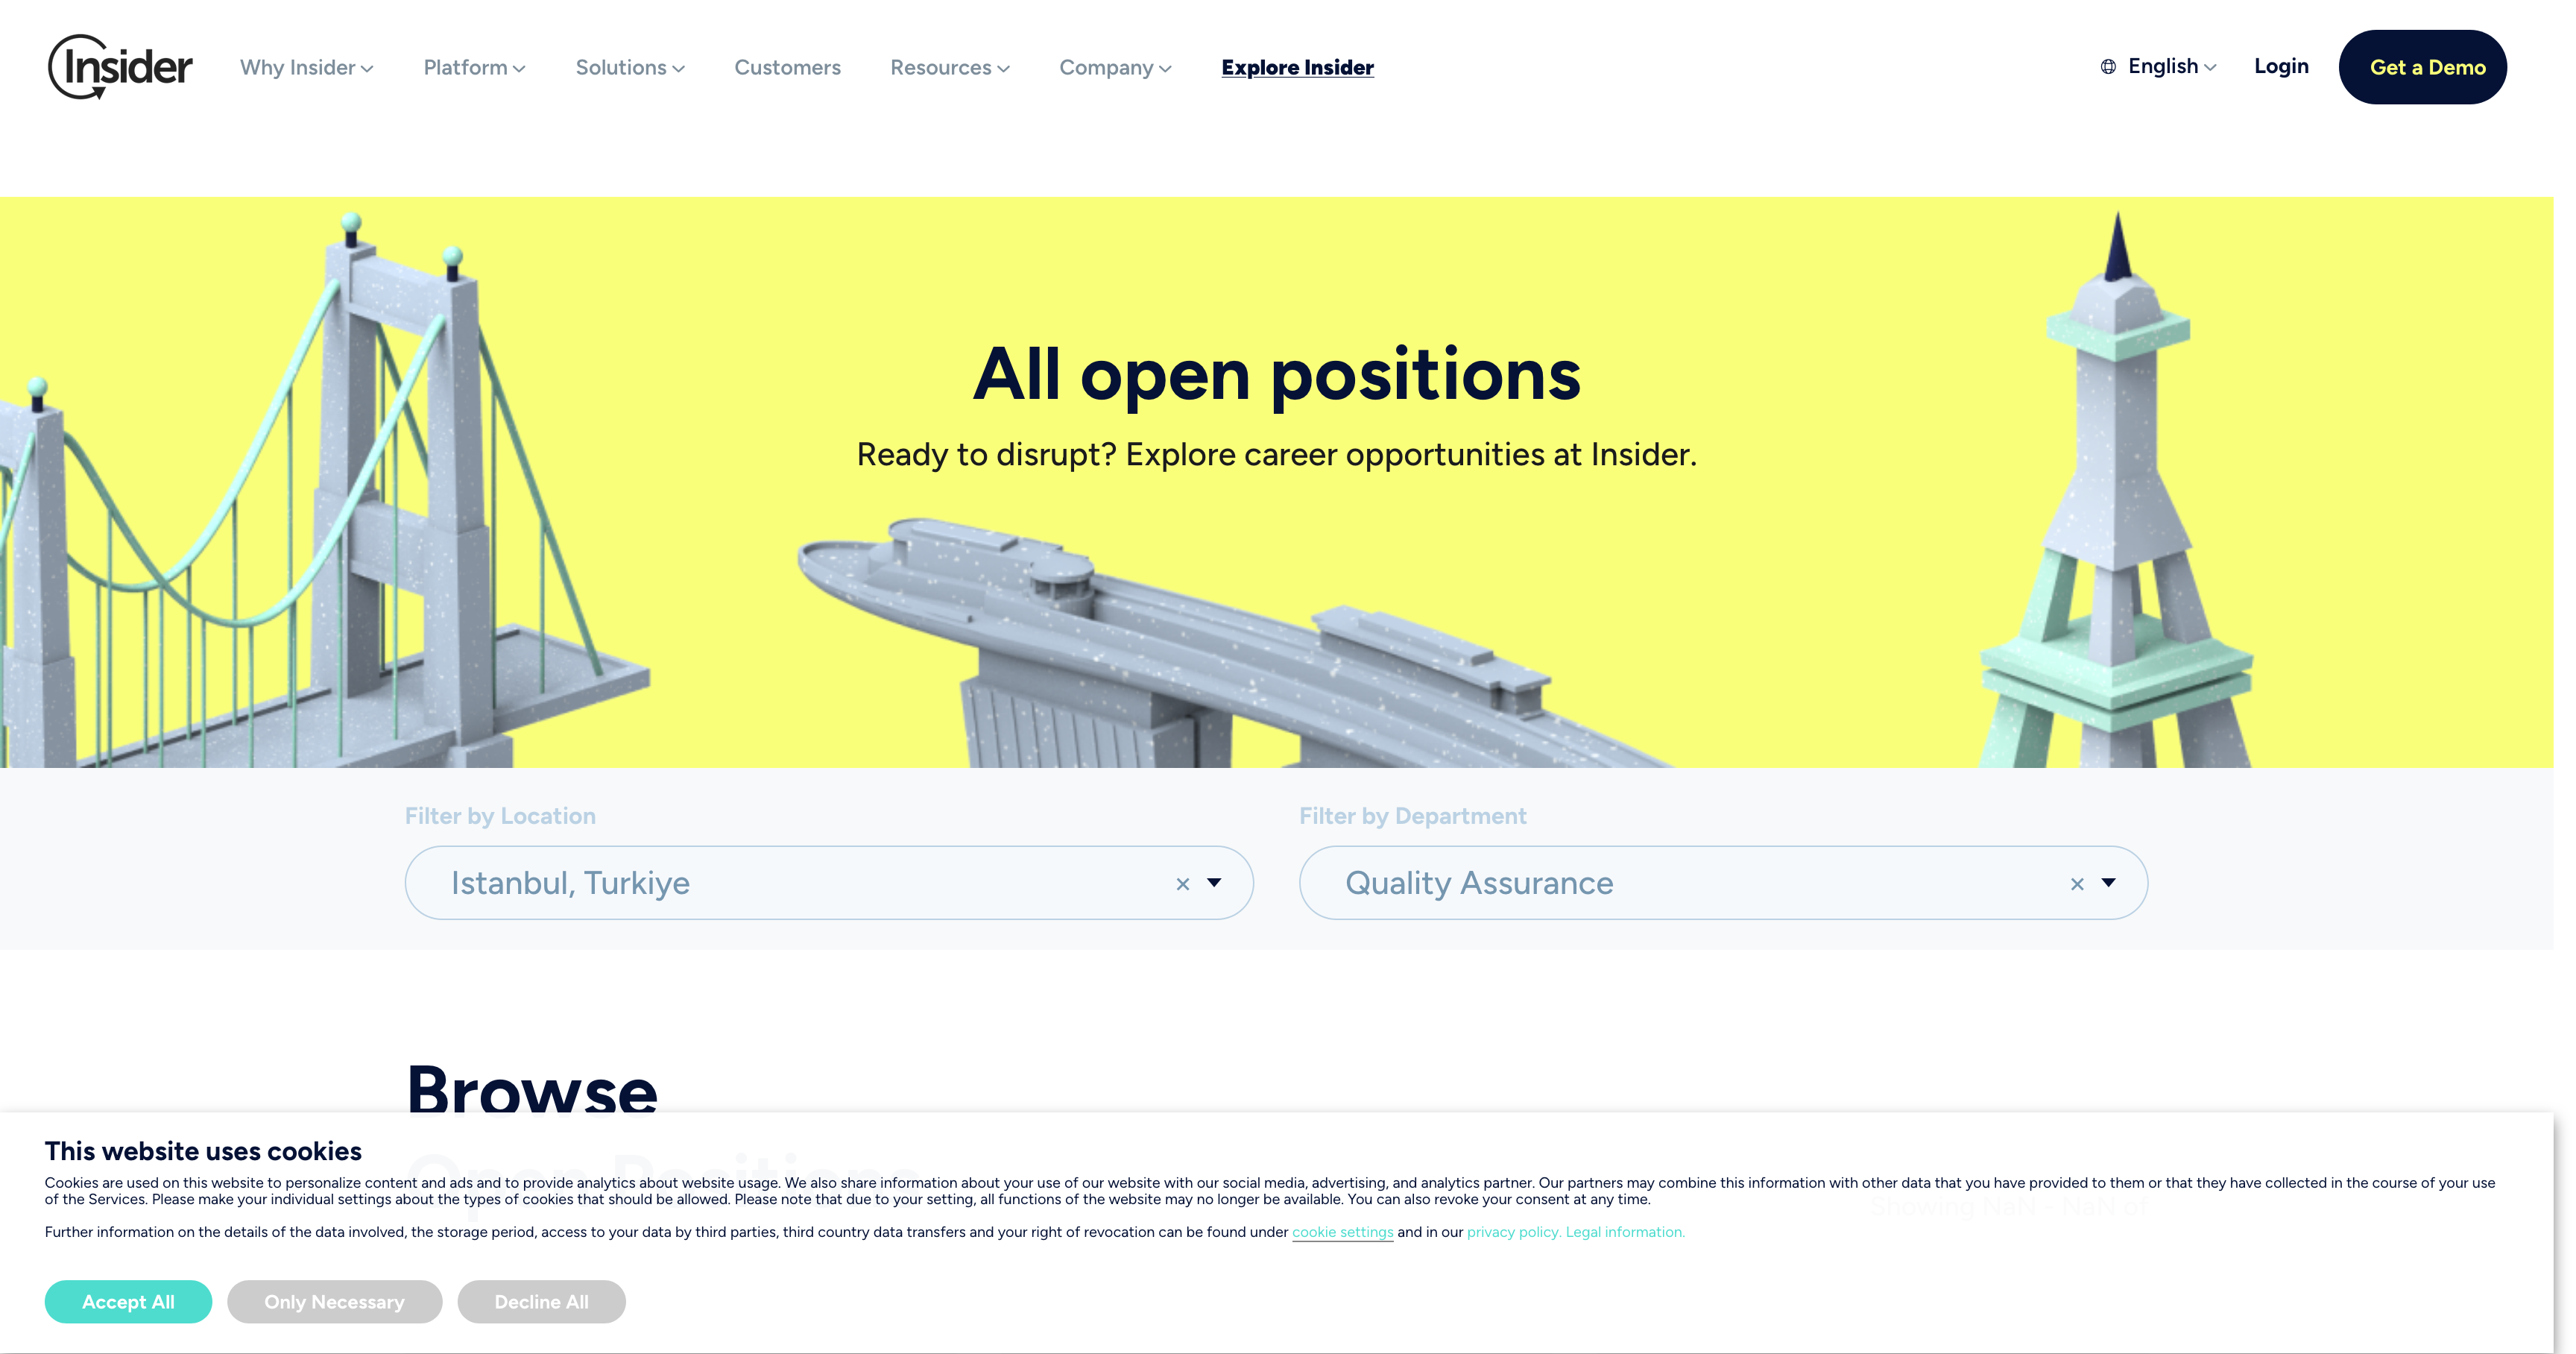 Insider
Why Insider Platform Solutions Customers Resources Company Explore Insider English Login Get a Demo
All open positions
Ready to disrupt? Explore career opportunities at Insider.
Filter by Location Filter by Department
Istanbul, Turkiye × Quality Assurance ×
Browse
Open Positions
This website uses cookies
Cookies are used on this website to personalize content and ads and to provide analytics about website usage. We also share information about your use of our website with our social media, advertising, and analytics partner. Our partners may combine this information with other data that you have provided to them or that they have collected in the course of your use
of the Services. Please make your individual settings about the types of cookies that should be allowed. Please note that due to your setting, all functions of the website may no longer be available. You can also revoke your consent at any time.
Showing NaN – NaN of
Further information on the details of the data involved, the storage period, access to your data by third parties, third country data transfers and your right of revocation can be found under cookie settings and in our privacy policy. Legal information.
Accept All Only Necessary Decline All